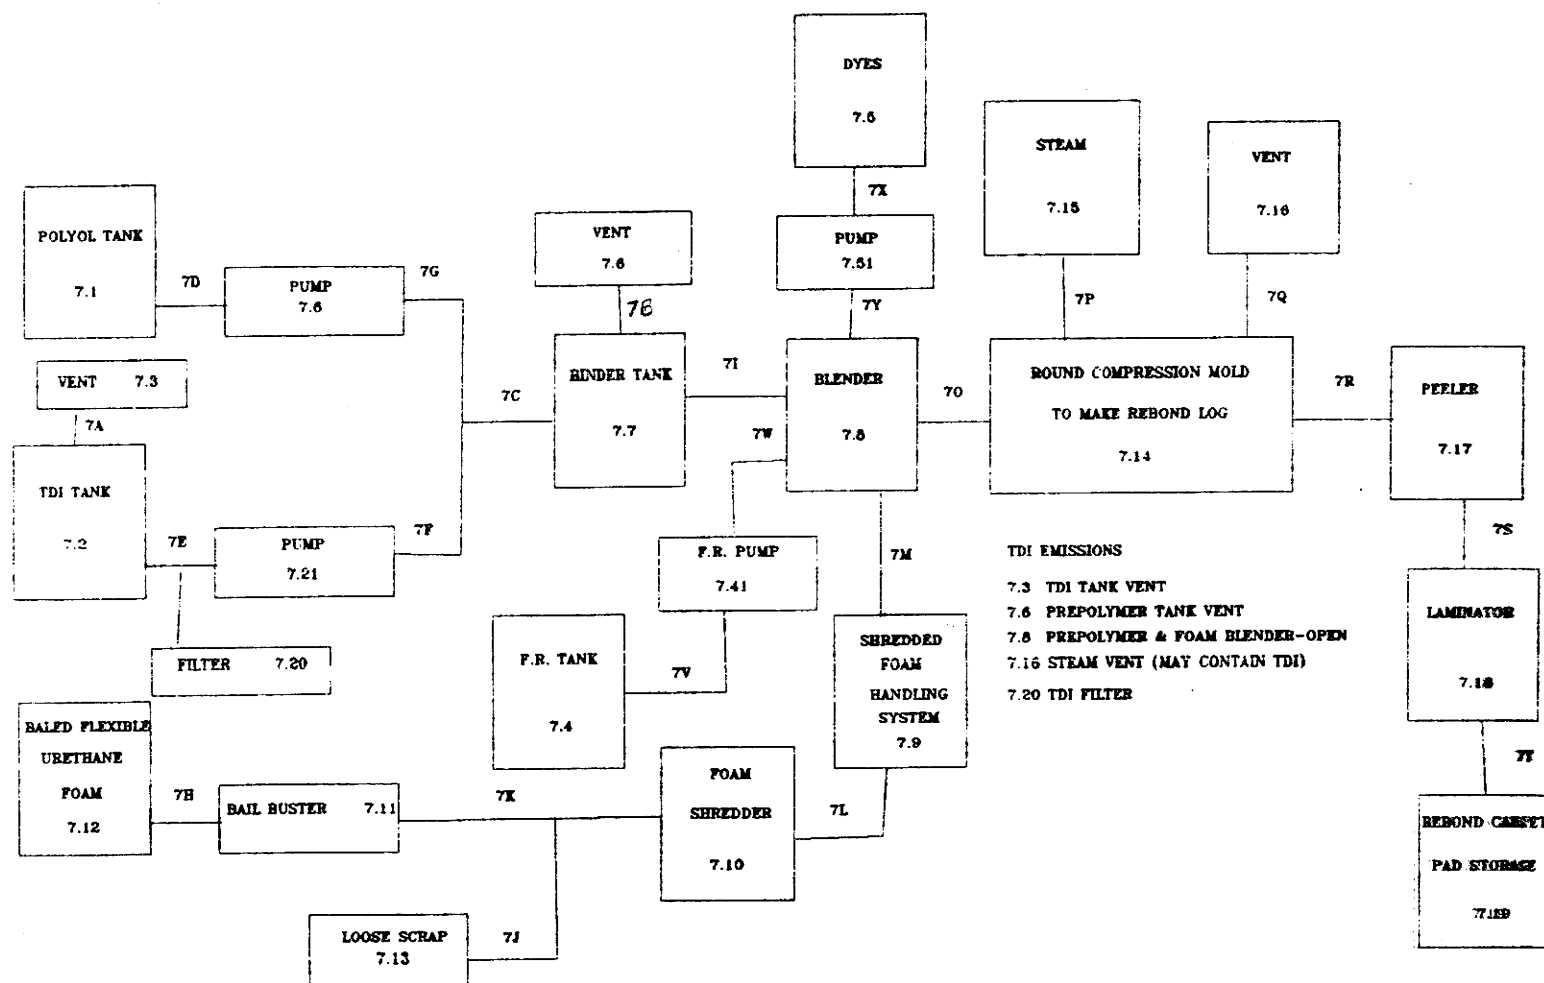 DYES
7.5
7X
PUMP
7.51
7Y
STEAM
7.15
7P
VENT
7.16
7Q
POLYOL TANK
7.1
7D
PUMP
7.6
7G
VENT
7.6
7B
VENT 7.3
7A
TDI TANK
7.2
7E
PUMP
7.21
7F
7C
FILTER 7.20
BINDER TANK
7.7
7I
BLENDER
7.8
7O
7W
ROUND COMPRESSION MOLD
TO MAKE REBOND LOG
7.14
7R
PEELER
7.17
7S
F.R. PUMP
7.41
7M
F.R. TANK
7.4
7V
SHREDDED
FOAM
HANDLING
SYSTEM
7.9
TDI EMISSIONS
7.3 TDI TANK VENT
7.6 PREPOLYMER TANK VENT
7.8 PREPOLYMER & FOAM BLENDER-OPEN
7.16 STEAM VENT (MAY CONTAIN TDI)
7.20 TDI FILTER
LAMINATOR
7.18
BALED FLEXIBLE
URETHANE
FOAM
7.12
7H
BAIL BUSTER 7.11
7K
FOAM
SHREDDER
7.10
7L
LOOSE SCRAP
7.13
7J
REBOND CARPET
PAD STORAGE